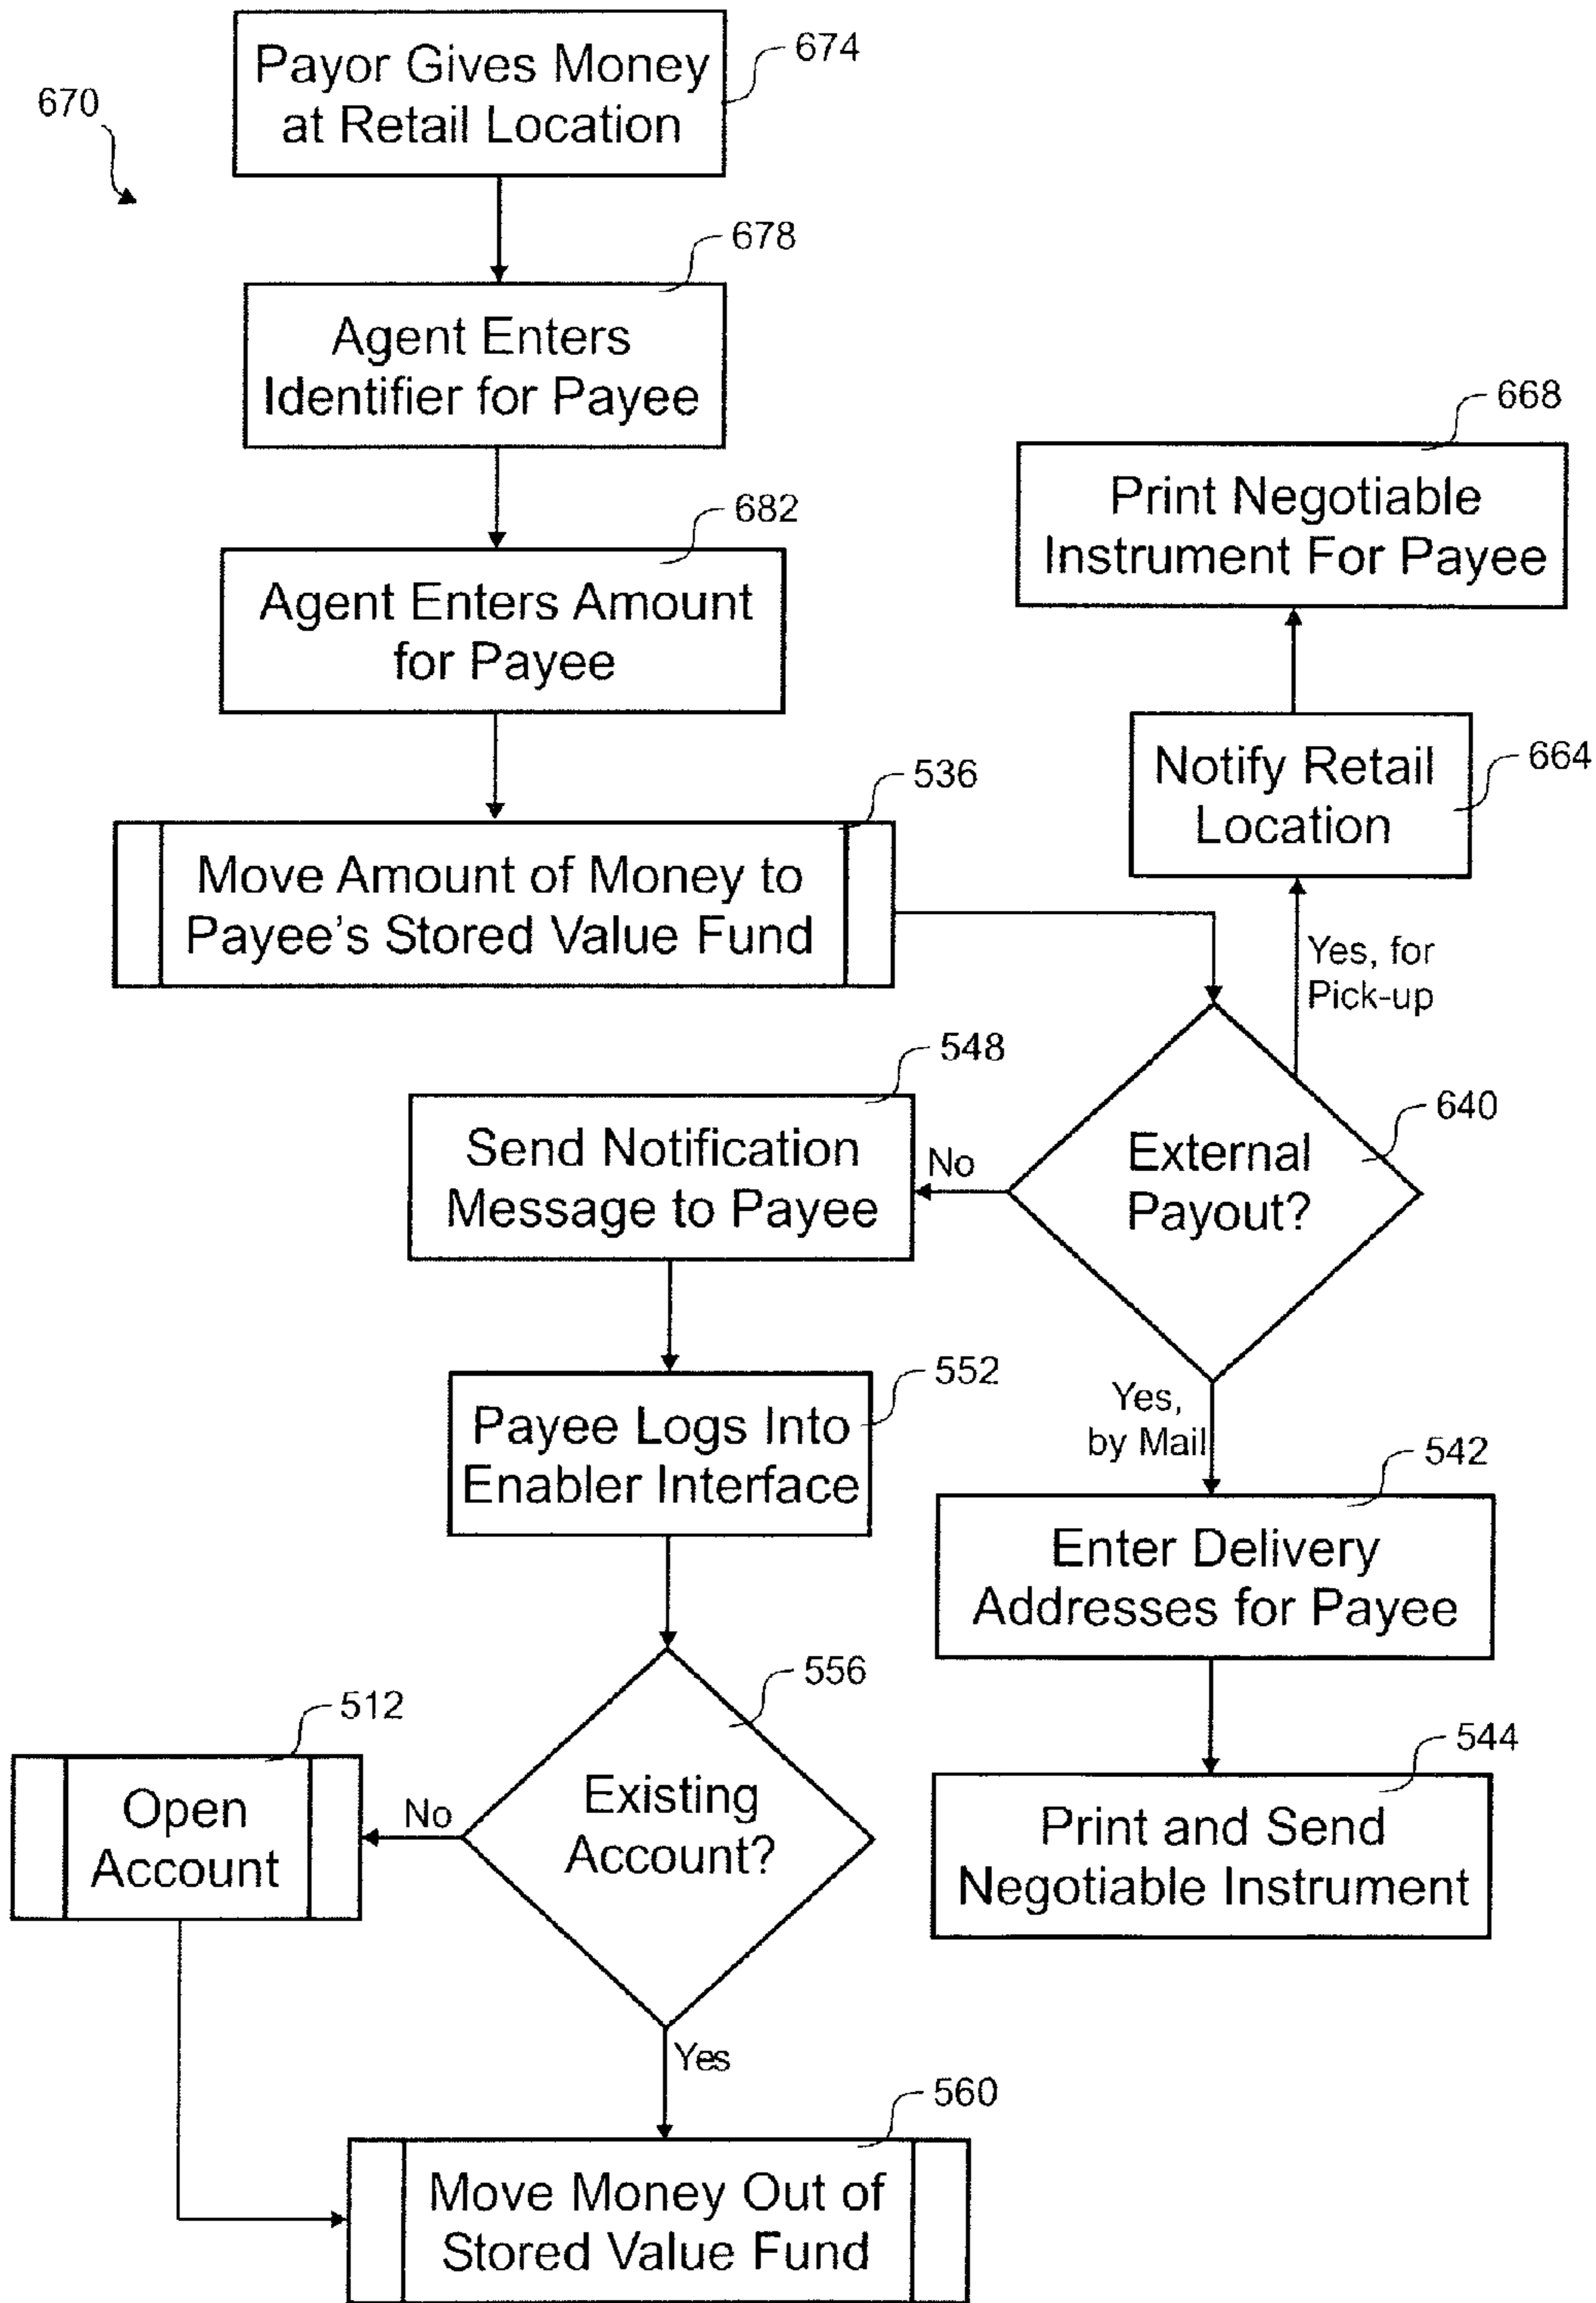 Payor Gives Money
at Retail Location
674
670
678
Agent Enters
Identifier for Payee
682
Agent Enters Amount
for Payee
668
Print Negotiable
Instrument For Payee
536
Move Amount of Money to
Payee's Stored Value Fund
Notify Retail
Location
664
Yes, for
Pick-up
548
Send Notification
Message to Payee
No
640
External
Payout?
552
Payee Logs Into
Enabler Interface
Yes,
by Mail
542
Enter Delivery
Addresses for Payee
556
Existing
Account?
512
Open
Account
No
544
Print and Send
Negotiable Instrument
Yes
560
Move Money Out of
Stored Value Fund